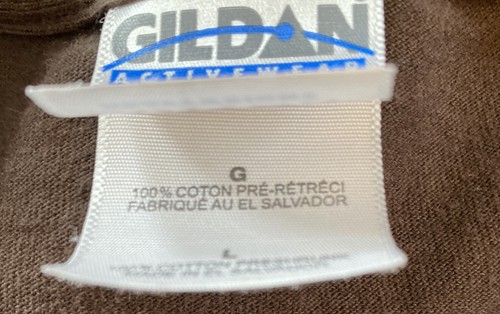 GILDAN
ACTIVEWEAR
G
100% COTON PRÉ-RÉTRÉCI
FABRIQUÉ AU EL SALVADOR
L